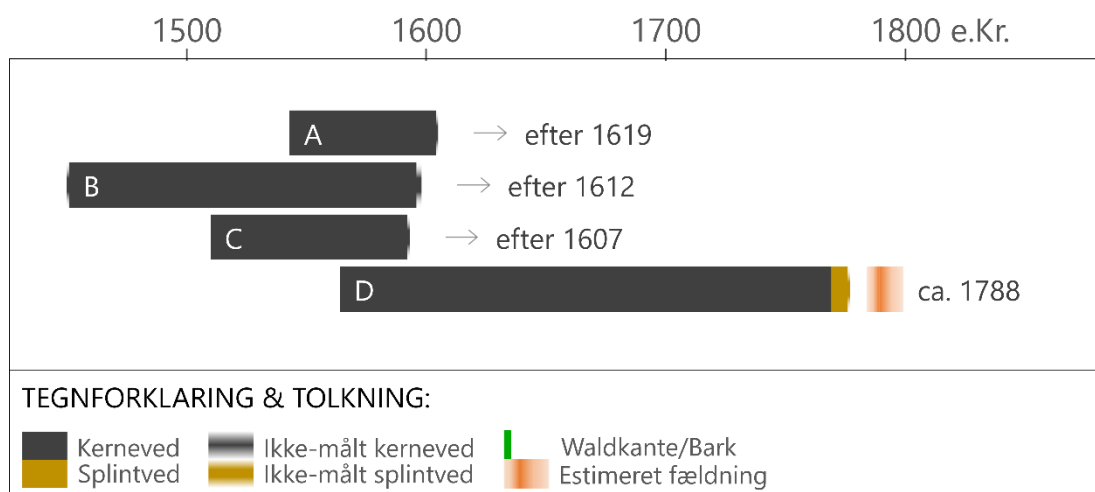 1500 1600 1700 1800 e.Kr.
A → efter 1619
B → efter 1612
C → efter 1607
D ca. 1788
TEGNFORKLARING & TOLKNING:
Kerneved Ikke-målt kerneved Waldkante/Bark
Splintved Ikke-målt splintved Estimeret fældning